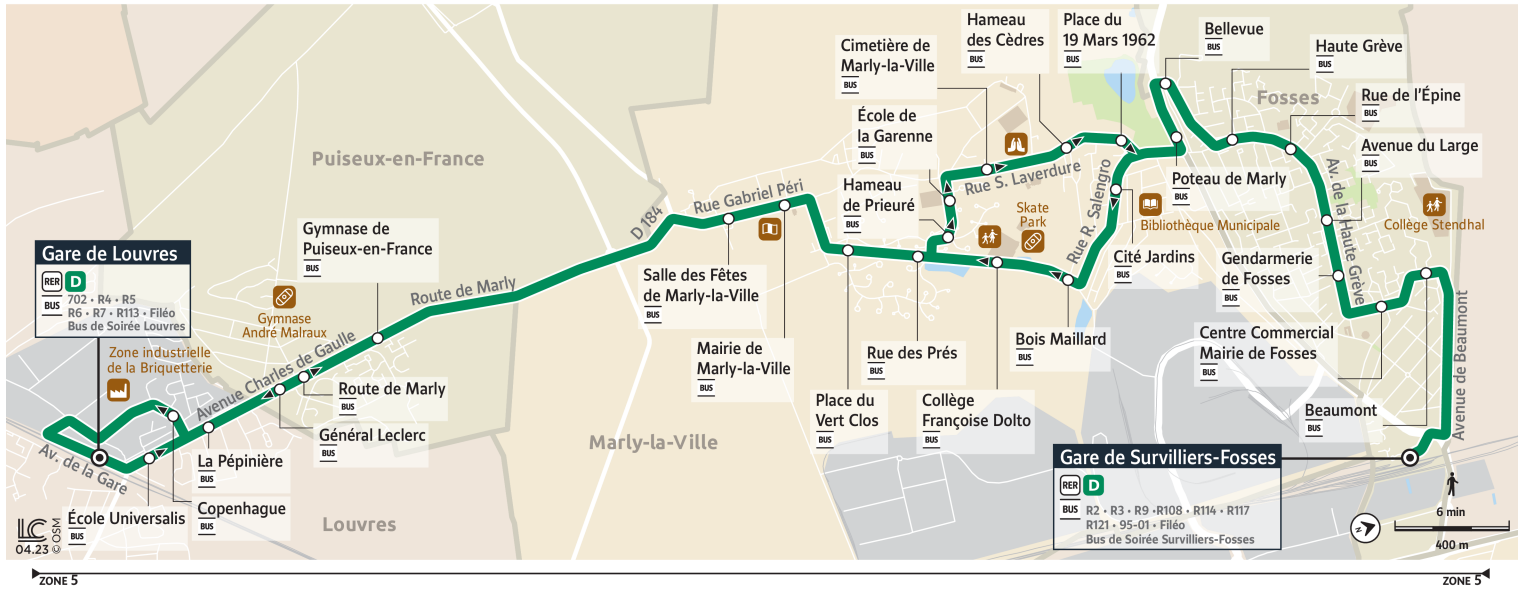 Hameau
des Cèdres
BUS
Place du
19 Mars 1962
BUS
Bellevue
BUS
Haute Grève
BUS
Cimetière de
Marly-la-Ville
BUS
Fosses
Rue de l'Épine
BUS
École de
la Garenne
BUS
Avenue du Large
BUS
Puiseux-en-France
Hameau
de Prieuré
BUS
Rue S. Laverdure
Rue R. Salengro
Poteau de Marly
BUS
Av. de la Haute Grève
Rue Gabriel Péri
D 184
Skate
Park
Bibliothèque Municipale
Collège Stendhal
Gymnase de
Puiseux-en-France
BUS
Gare de Louvres
RER D
BUS
702 • R4 • R5
R6 • R7 • R113 • Filéo
Bus de Soirée Louvres
Salle des Fêtes
de Marly-la-Ville
BUS
Cité Jardins
BUS
Gendarmerie
de Fosses
BUS
Route de Marly
Gymnase
André Malraux
Zone industrielle
de la Briquetterie
Avenue Charles de Gaulle
Mairie de
Marly-la-Ville
BUS
Rue des Prés
BUS
Bois Maillard
BUS
Centre Commercial
Mairie de Fosses
BUS
Avenue de Beaumont
Route de Marly
BUS
Général Leclerc
BUS
Place du
Vert Clos
BUS
Collège
Françoise Dolto
BUS
Beaumont
BUS
Marly-la-Ville
Av. de la Gare
La Pépinière
BUS
Gare de Survilliers-Fosses
RER D
BUS
R2 • R3 • R9 •R108 • R114 • R117
R121 • 95-01 • Filéo
Bus de Soirée Survilliers-Fosses
École Universalis
BUS
Copenhague
BUS
Louvres
LC
04.23
© OSM
6 min
400 m
N
ZONE 5
ZONE 5